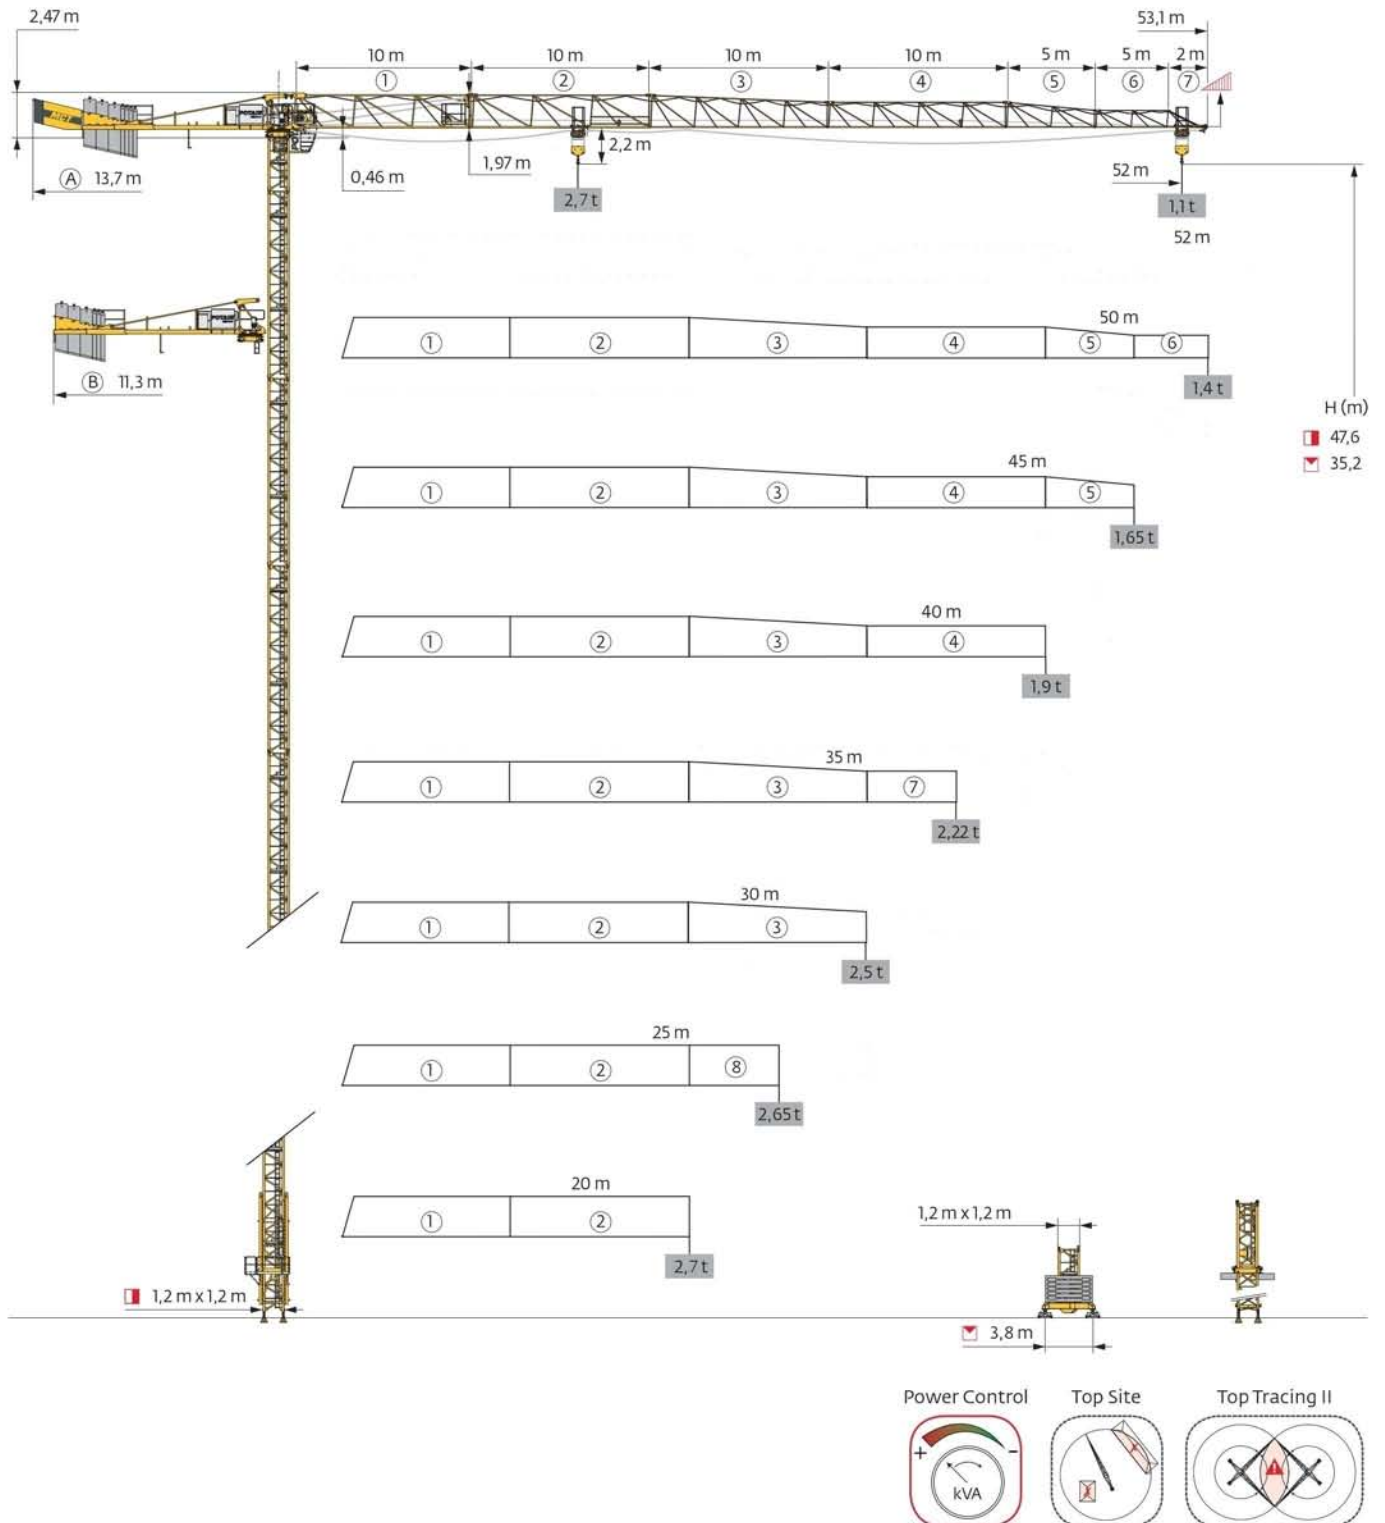 2,47 m
53,1 m
10 m 10 m 10 m 10 m 5 m 5 m 2 m
① ② ③ ④ ⑤ ⑥ ⑦
MCT
POTAIN
2,2 m
1,97 m
0,46 m
Ⓐ 13,7 m
52 m
2,7 t
1,1 t
52 m
50 m
① ② ③ ④ ⑤ ⑥
1,4 t
Ⓑ 11,3 m
H (m)
47,6
35,2
45 m
① ② ③ ④ ⑤
1,65 t
40 m
① ② ③ ④
1,9 t
35 m
① ② ③ ⑦
2,22 t
30 m
① ② ③
2,5 t
25 m
① ② ⑧
2,65 t
20 m
① ②
2,7 t
1,2 m x 1,2 m
1,2 m x 1,2 m
3,8 m
Power Control Top Site Top Tracing II
+ -
kVA